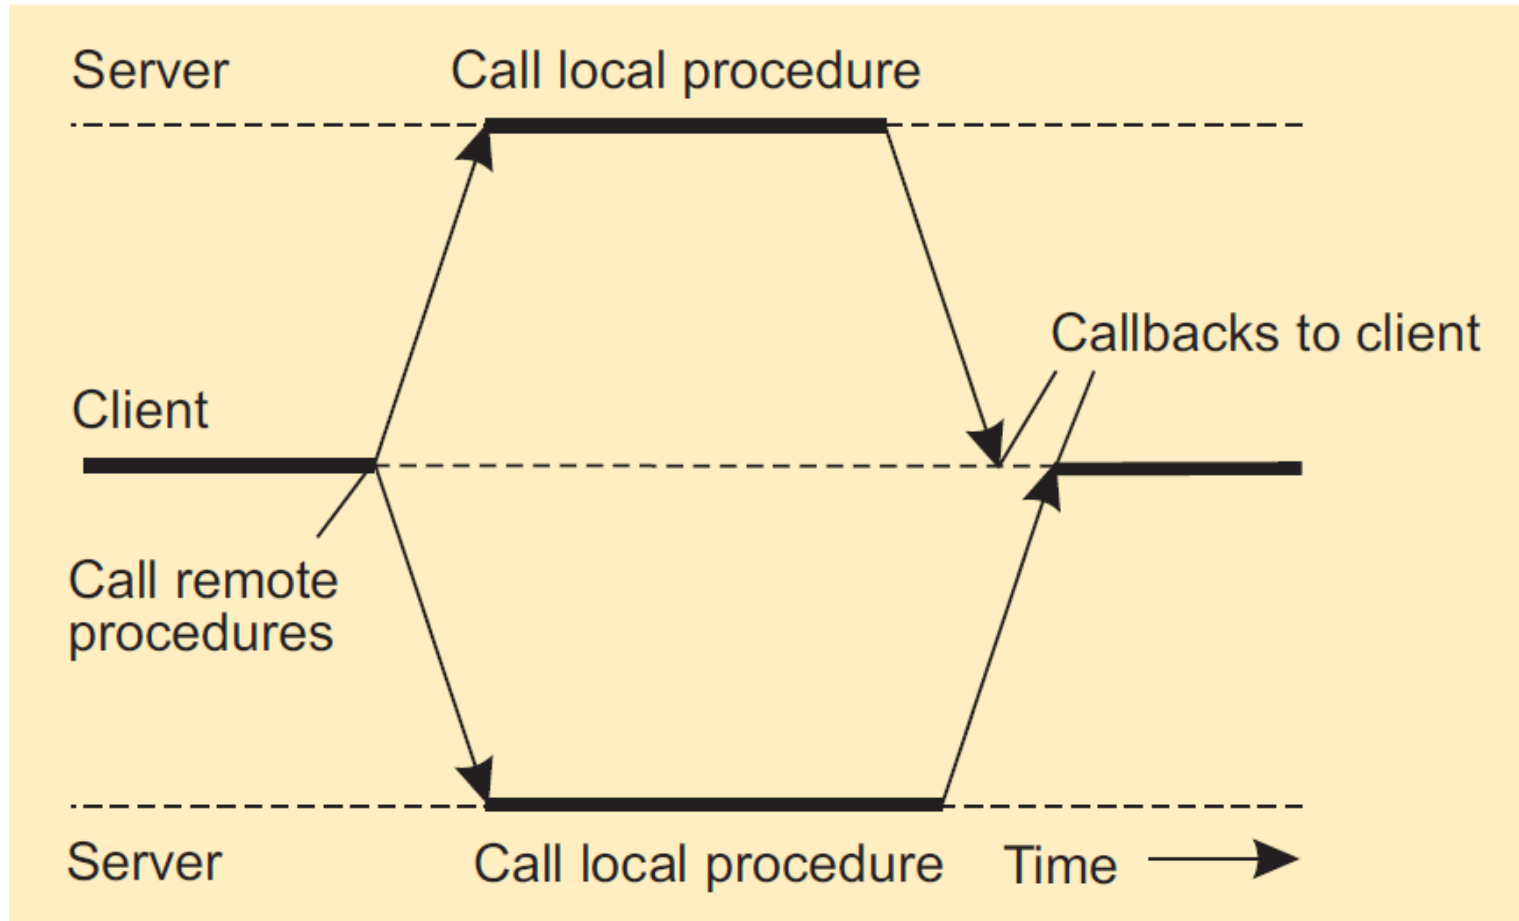 Server
Call local procedure
Callbacks to client
Client
Call remote
procedures
Server
Call local procedure
Time